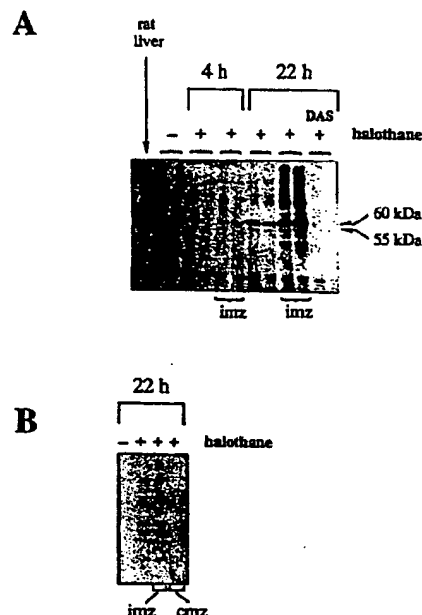 A
rat
liver
4 h
22 h
DAS
- + + + + + halothane
60 kDa
55 kDa
imz
imz
B
22 h
- + + + halothane
imz
cmz